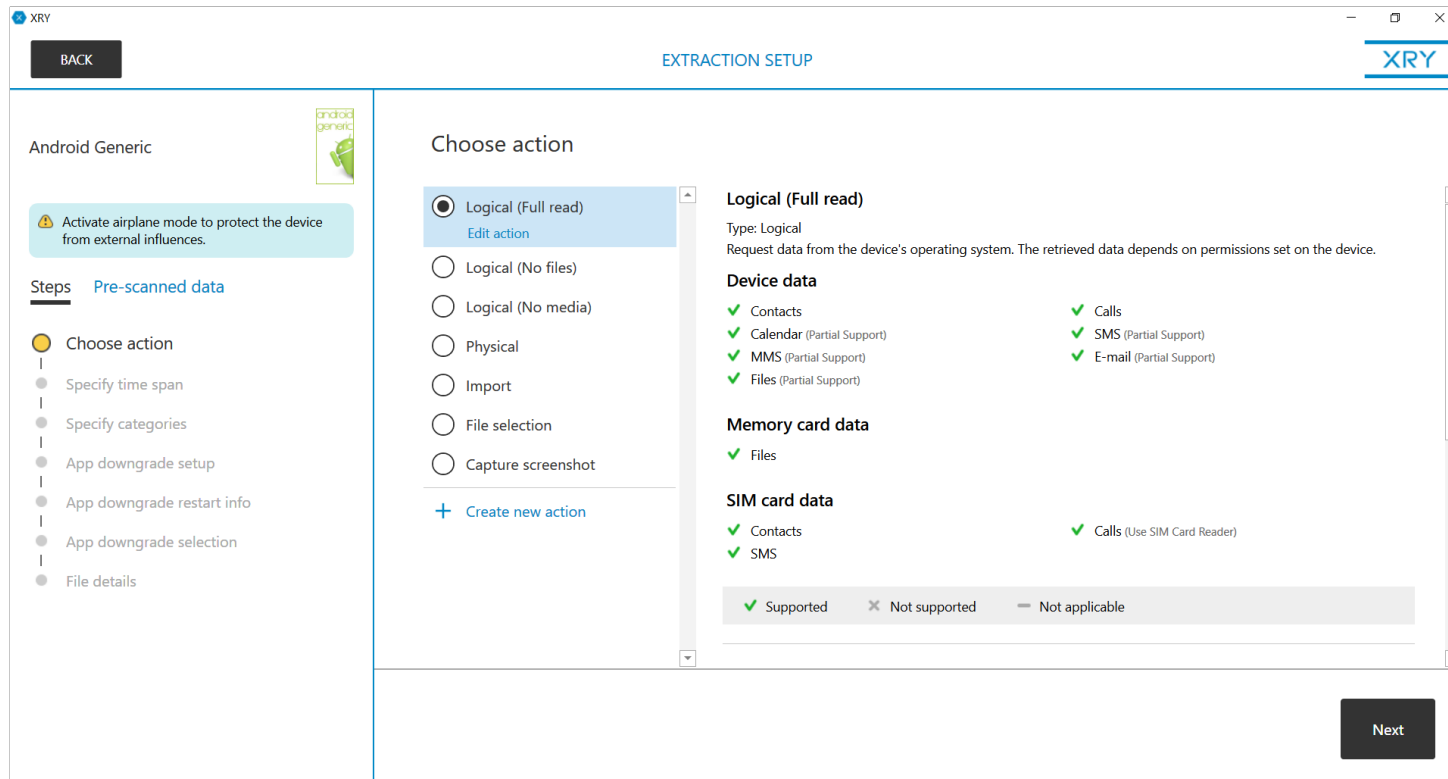 XRY
BACK
EXTRACTION SETUP
XRY
Android Generic
android
generic
Activate airplane mode to protect the device
from external influences.
Steps
Pre-scanned data
Choose action
Specify time span
Specify categories
App downgrade setup
App downgrade restart info
App downgrade selection
File details
Choose action
Logical (Full read)
Edit action
Logical (No files)
Logical (No media)
Physical
Import
File selection
Capture screenshot
Create new action
Logical (Full read)
Type: Logical
Request data from the device's operating system. The retrieved data depends on permissions set on the device.
Device data
Contacts
Calls
Calendar (Partial Support)
SMS (Partial Support)
MMS (Partial Support)
E-mail (Partial Support)
Files (Partial Support)
Memory card data
Files
SIM card data
Contacts
Calls (Use SIM Card Reader)
SMS
Supported
Not supported
Not applicable
Next